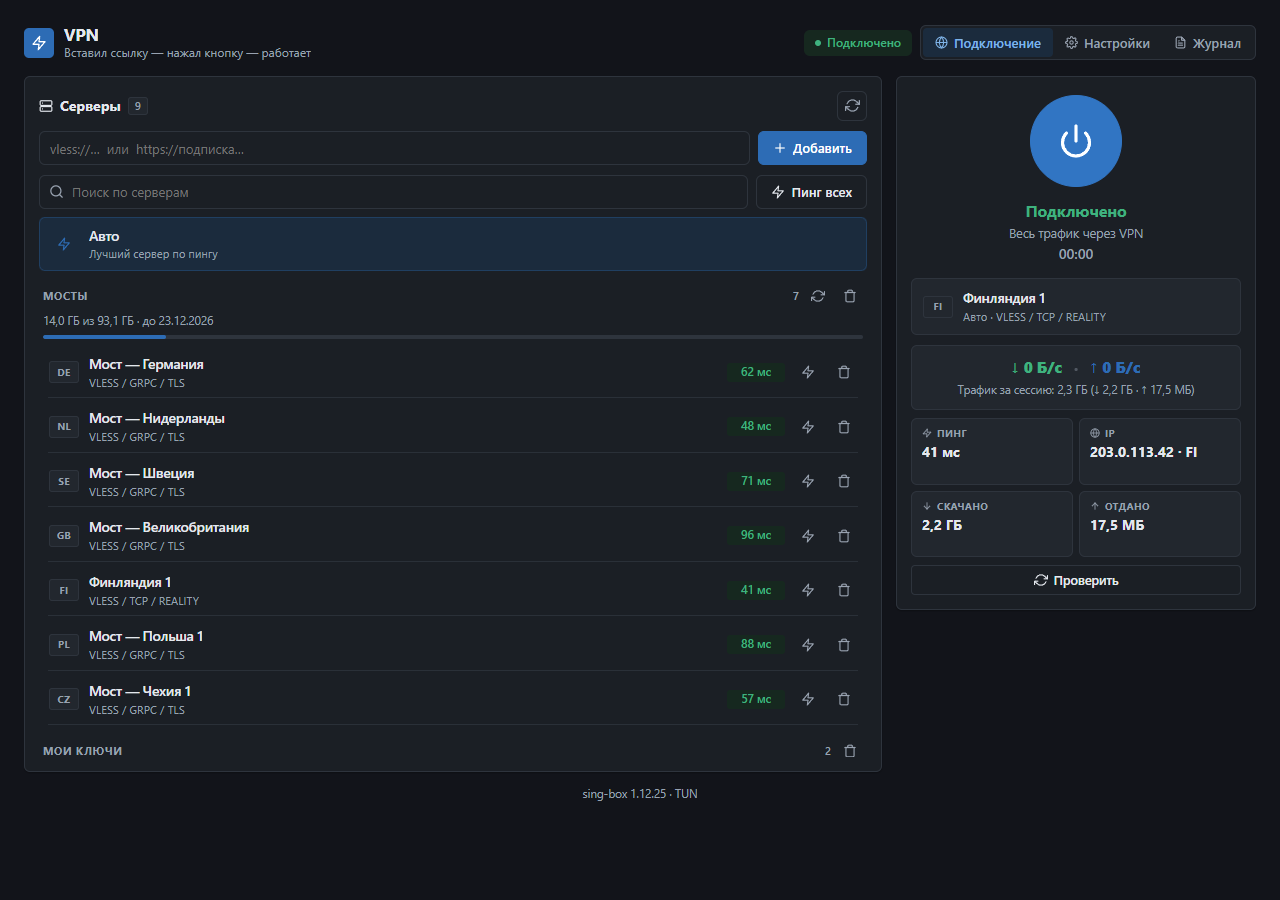 VPN
Вставил ссылку — нажал кнопку — работает
Подключено
Подключение
Настройки
Журнал
Серверы 9
vless://... или https://подписка...
Добавить
Поиск по серверам
Пинг всех
Авто
Лучший сервер по пингу
МОСТЫ 7
14,0 ГБ из 93,1 ГБ · до 23.12.2026
DE Мост — Германия 62 мс
VLESS / GRPC / TLS
NL Мост — Нидерланды 48 мс
VLESS / GRPC / TLS
SE Мост — Швеция 71 мс
VLESS / GRPC / TLS
GB Мост — Великобритания 96 мс
VLESS / GRPC / TLS
FI Финляндия 1 41 мс
VLESS / TCP / REALITY
PL Мост — Польша 1 88 мс
VLESS / GRPC / TLS
CZ Мост — Чехия 1 57 мс
VLESS / GRPC / TLS
МОИ КЛЮЧИ 2
Подключено
Весь трафик через VPN
00:00
FI Финляндия 1
Авто · VLESS / TCP / REALITY
↓ 0 Б/с · ↑ 0 Б/с
Трафик за сессию: 2,3 ГБ (↓ 2,2 ГБ · ↑ 17,5 МБ)
ПИНГ
41 мс
IP
203.0.113.42 · FI
СКАЧАНО
2,2 ГБ
ОТДАНО
17,5 МБ
Проверить
sing-box 1.12.25 · TUN